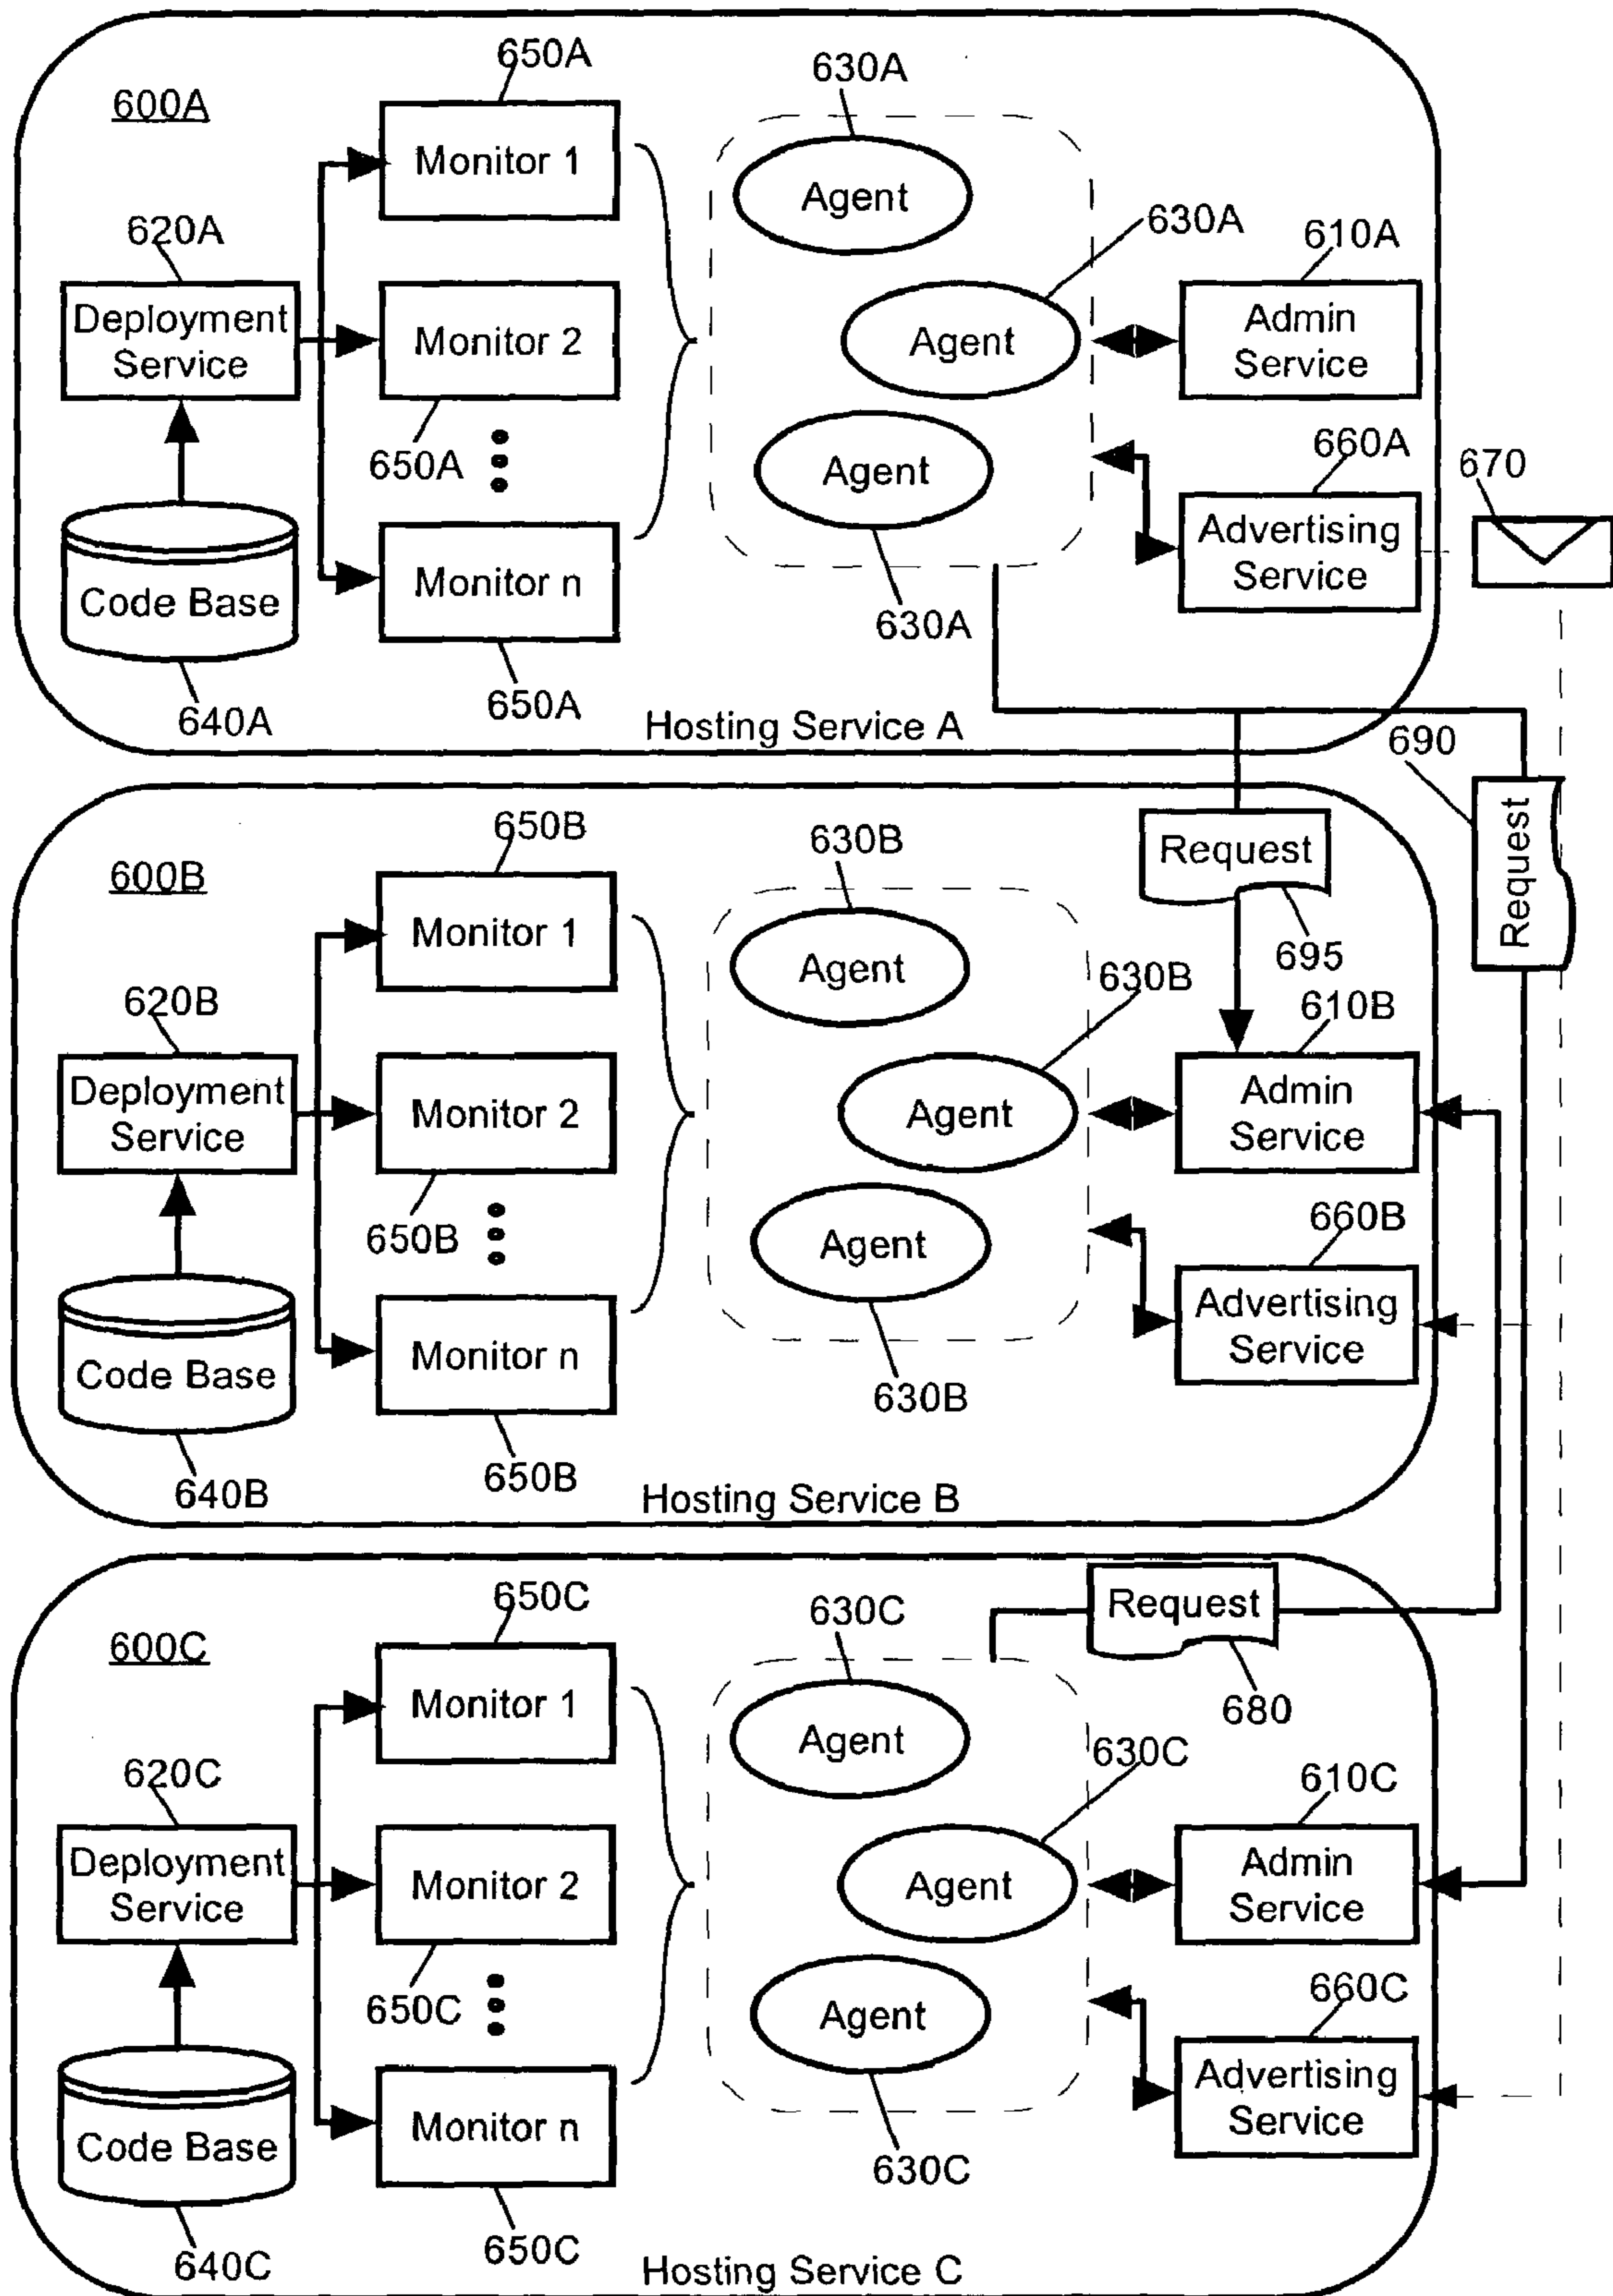 650A
630A
600A
Monitor 1
Agent
630A
620A
610A
Deployment
Service
Monitor 2
Agent
Admin
Service
650A
660A
670
Agent
Advertising
Service
Code Base
Monitor n
630A
640A
650A
Hosting Service A
690
Request
650B
630B
Request
600B
Monitor 1
Agent
695
630B
620B
610B
Deployment
Service
Monitor 2
Agent
Admin
Service
650B
660B
Agent
Advertising
Service
Code Base
Monitor n
630B
640B
650B
Hosting Service B
650C
630C
Request
600C
Monitor 1
Agent
680
630C
620C
610C
Deployment
Service
Monitor 2
Agent
Admin
Service
650C
660C
Agent
Advertising
Service
Code Base
Monitor n
630C
640C
650C
Hosting Service C